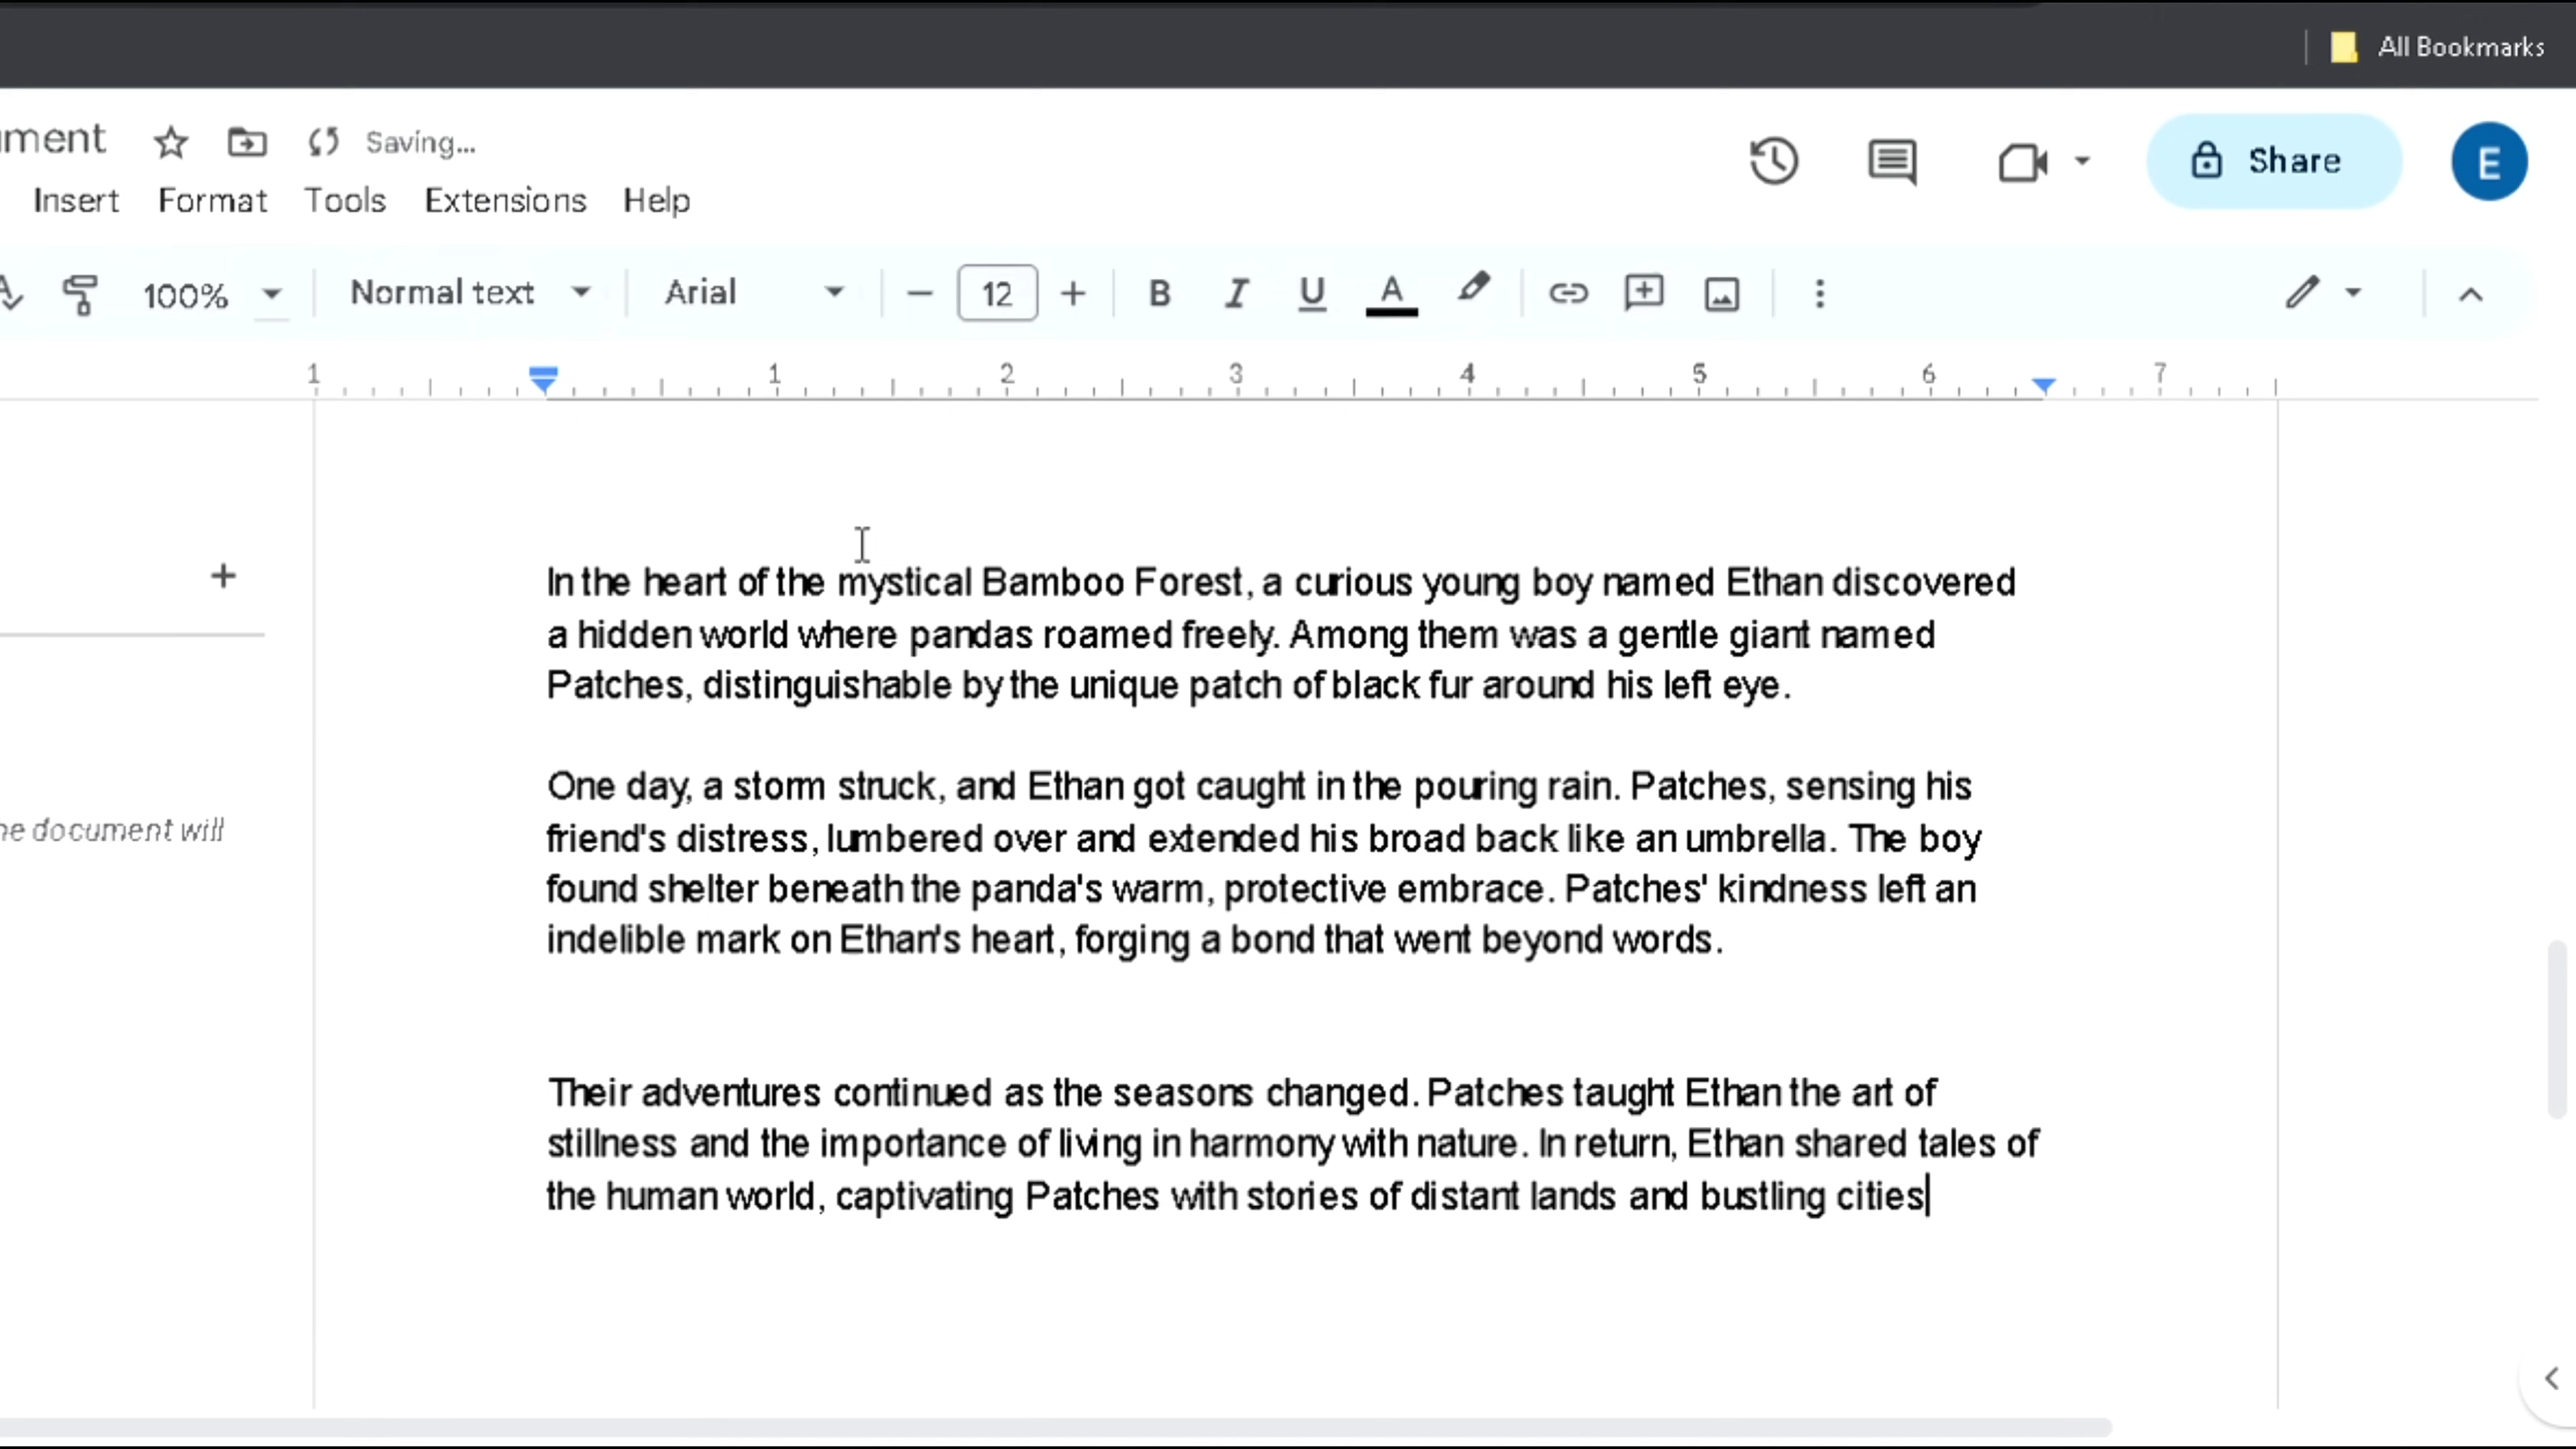 All Bookmarks
ument Saving...
Share E
Insert Format Tools Extensions Help
100% Normal text Arial 12 B I U A
1 1 2 3 4 5 6 7
In the heart of the mystical Bamboo Forest, a curious young boy named Ethan discovered
a hidden world where pandas roamed freely. Among them was a gentle giant named
Patches, distinguishable by the unique patch of black fur around his left eye.
One day, a storm struck, and Ethan got caught in the pouring rain. Patches, sensing his
friend's distress, lumbered over and extended his broad back like an umbrella. The boy
he document will
found shelter beneath the panda's warm, protective embrace. Patches' kindness left an
indelible mark on Ethan's heart, forging a bond that went beyond words.
Their adventures continued as the seasons changed. Patches taught Ethan the art of
stillness and the importance of living in harmony with nature. In return, Ethan shared tales of
the human world, captivating Patches with stories of distant lands and bustling cities